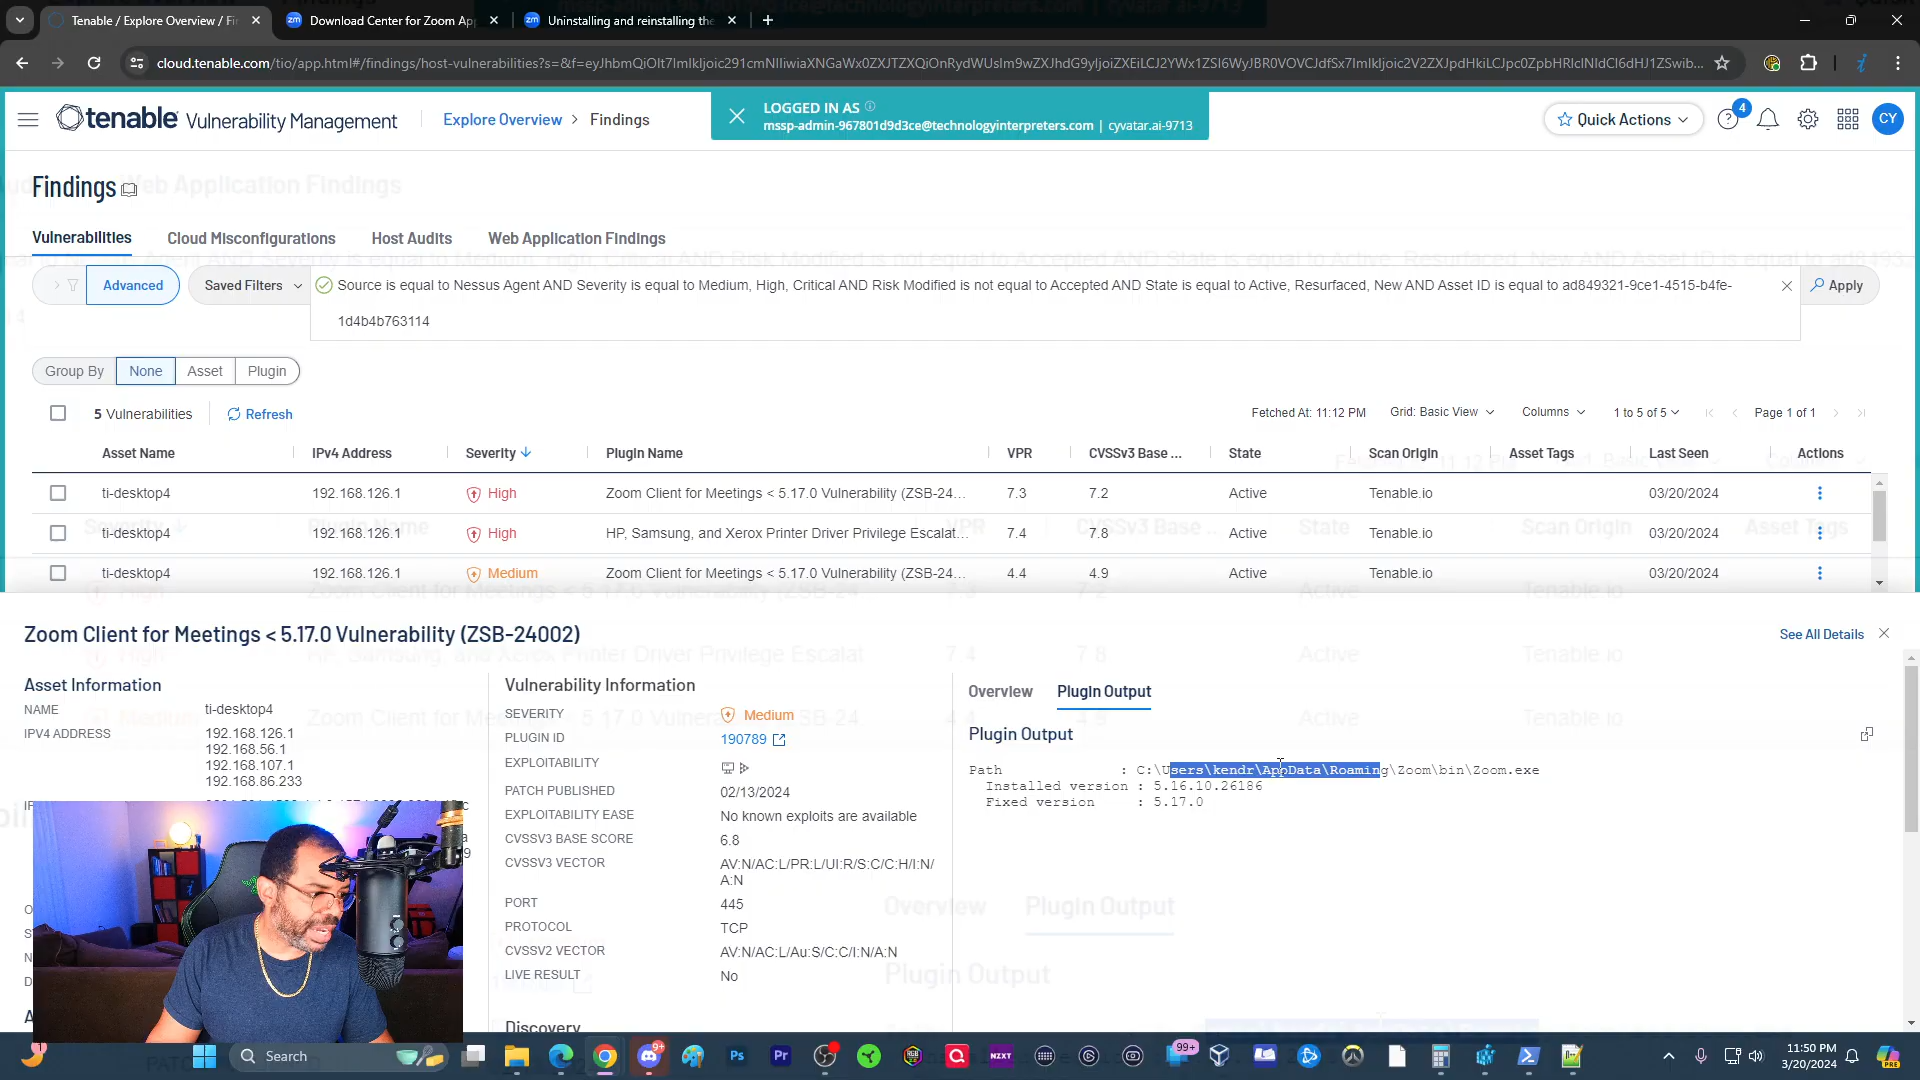 Tenable / Explore Overview / Fi
Download Center for Zoom App
Uninstalling and reinstalling the
cloud.tenable.com/tio/app.html#/findings/host-vulnerabilities?s=&f=
tenable Vulnerability Management
Explore Overview > Findings
LOGGED IN AS
mssp-admin-967801d9d3ce@technologyinterpreters.com | cyvatar.ai-9713
Quick Actions
4
CY
Findings
Vulnerabilities
Cloud Misconfigurations
Host Audits
Web Application Findings
Advanced
Saved Filters
Source is equal to Nessus Agent AND Severity is equal to Medium, High, Critical AND Risk Modified is not equal to Accepted AND State is equal to Active, Resurfaced, New AND Asset ID is equal to ad849321-9ce1-4515-b4fe-
1d4b4b763114
Apply
Group By None Asset Plugin
5 Vulnerabilities Refresh
Fetched At: 11:12 PM Grid: Basic View Columns 1 to 5 of 5 Page 1 of 1
Asset Name IPv4 Address Severity Plugin Name VPR CVSSv3 Base ... State Scan Origin Asset Tags Last Seen Actions
ti-desktop4 192.168.126.1 High Zoom Client for Meetings < 5.17.0 Vulnerability (ZSB-24... 7.3 7.2 Active Tenable.io 03/20/2024
ti-desktop4 192.168.126.1 High HP, Samsung, and Xerox Printer Driver Privilege Escalat... 7.4 7.8 Active Tenable.io 03/20/2024
ti-desktop4 192.168.126.1 Medium Zoom Client for Meetings < 5.17.0 Vulnerability (ZSB-24... 4.4 4.9 Active Tenable.io 03/20/2024
Zoom Client for Meetings < 5.17.0 Vulnerability (ZSB-24002)
See All Details
Asset Information
NAME ti-desktop4
IPV4 ADDRESS 192.168.126.1
192.168.56.1
192.168.107.1
192.168.86.233
Vulnerability Information
SEVERITY Medium
PLUGIN ID 190789
EXPLOITABILITY
PATCH PUBLISHED 02/13/2024
EXPLOITABILITY EASE No known exploits are available
CVSSV3 BASE SCORE 6.8
CVSSV3 VECTOR AV:N/AC:L/PR:L/UI:R/S:C/C:H/I:N/
A:N
PORT 445
PROTOCOL TCP
CVSSV2 VECTOR AV:N/AC:L/Au:S/C:C/I:N/A:N
LIVE RESULT No
Discovery
Overview Plugin Output
Plugin Output
Path : C:\Users\kendr\AppData\Roaming\Zoom\bin\Zoom.exe
Installed version : 5.16.10.26186
Fixed version : 5.17.0
Search
99+
11:50 PM
3/20/2024